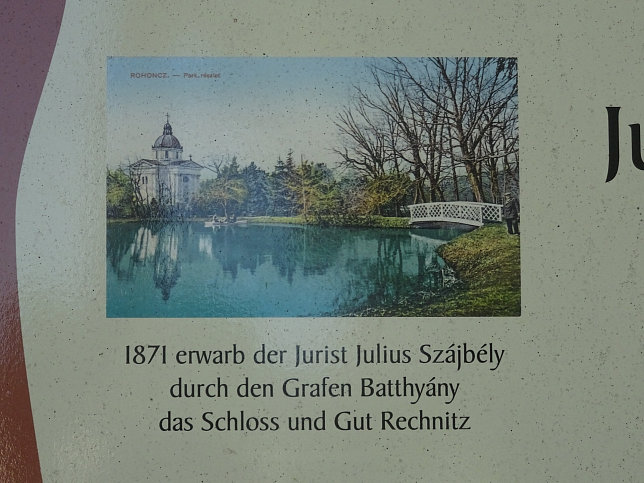 ROHONCZ. — Park részlet
Ju
1871 erwarb der Jurist Julius Szájbély
durch den Grafen Batthyány
das Schloss und Gut Rechnitz